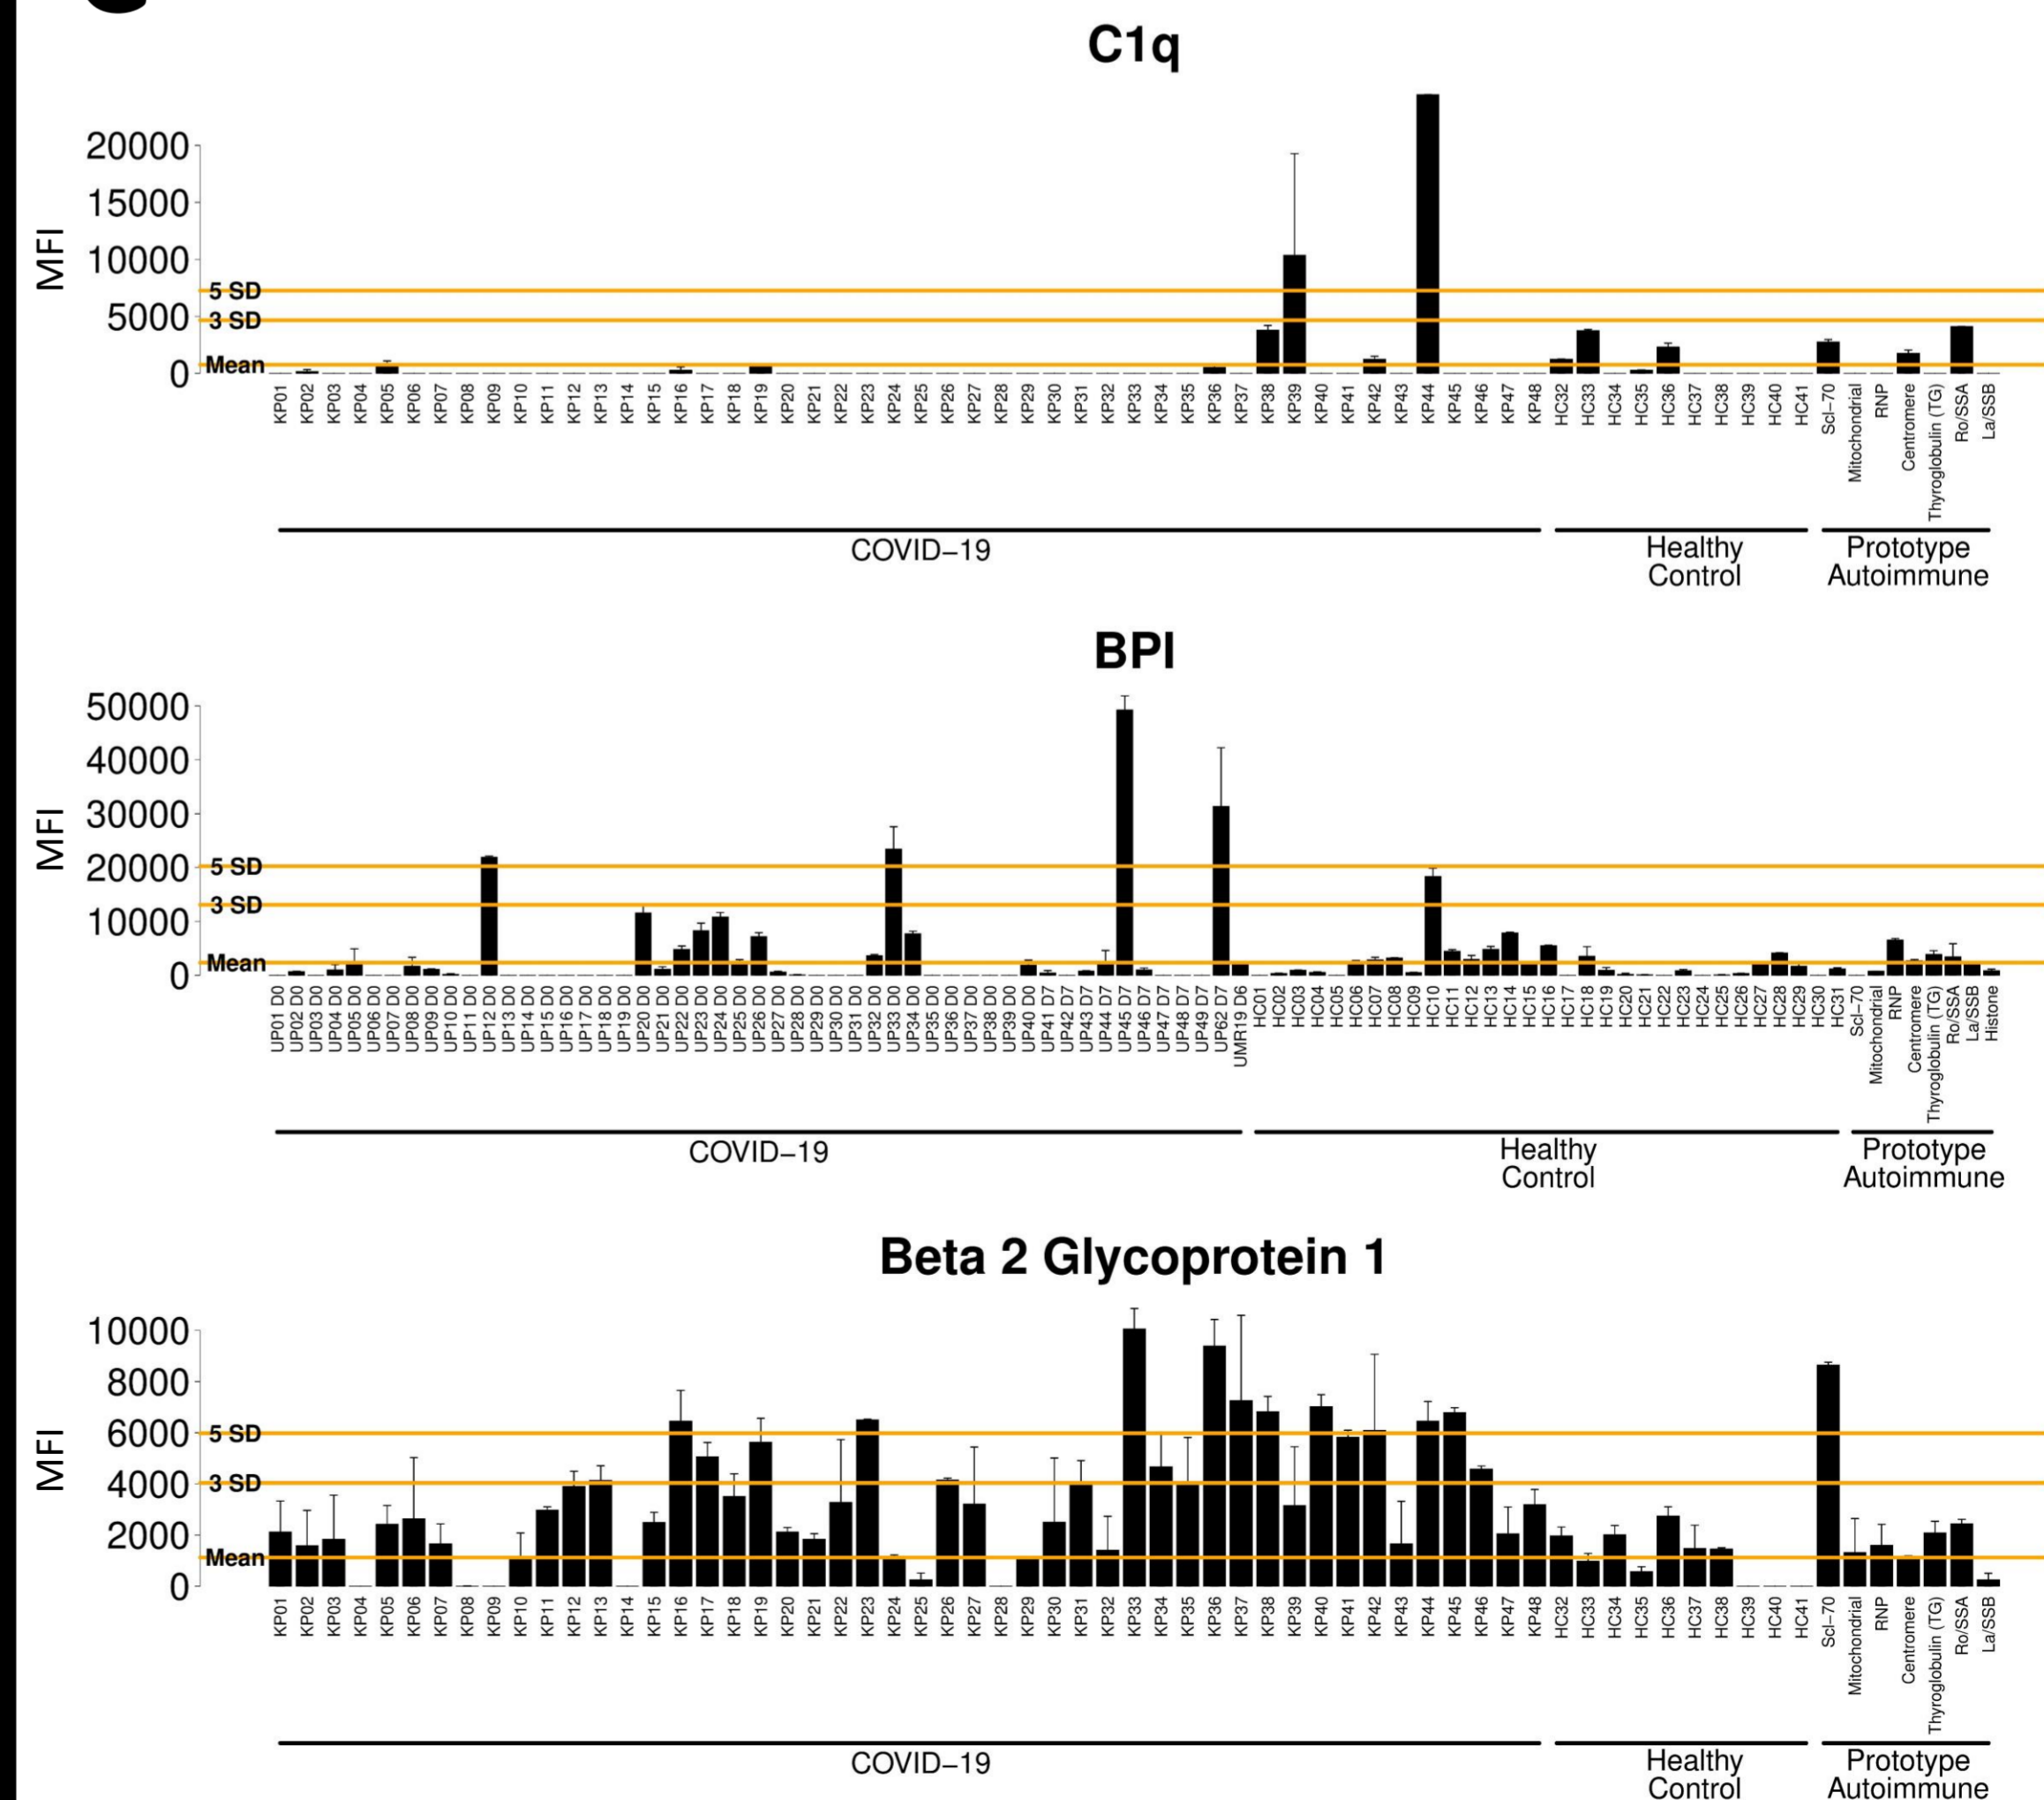 C1q
MFI
20000
15000
10000
5000
0
5 SD
3 SD
Mean
KP01 KP02 KP03 KP04 KP05 KP06 KP07 KP08 KP09 KP10 KP11 KP12 KP13 KP14 KP15 KP16 KP17 KP18 KP19 KP20 KP21 KP22 KP23 KP24 KP25 KP26 KP27 KP28 KP29 KP30 KP31 KP32 KP33 KP34 KP35 KP36 KP37 KP38 KP39 KP40 KP41 KP42 KP43 KP44 KP45 KP46 KP47 KP48 HC32 HC33 HC34 HC35 HC36 HC37 HC38 HC39 HC40 HC41 Scl-70 Mitochondrial RNP Centromere Thyroglobulin (TG) Ro/SSA La/SSB
COVID-19
Healthy
Control
Prototype
Autoimmune
BPI
MFI
50000
40000
30000
20000
10000
0
5 SD
3 SD
Mean
UP01 D0 UP02 D0 UP03 D0 UP04 D0 UP05 D0 UP06 D0 UP07 D0 UP08 D0 UP09 D0 UP10 D0 UP11 D0 UP12 D0 UP13 D0 UP14 D0 UP15 D0 UP16 D0 UP17 D0 UP18 D0 UP19 D0 UP20 D0 UP21 D0 UP22 D0 UP23 D0 UP24 D0 UP25 D0 UP26 D0 UP27 D0 UP28 D0 UP29 D0 UP30 D0 UP31 D0 UP32 D0 UP33 D0 UP34 D0 UP35 D0 UP36 D0 UP37 D0 UP38 D0 UP39 D0 UP40 D0 UP41 D7 UP42 D7 UP43 D7 UP44 D7 UP45 D7 UP46 D7 UP47 D7 UP48 D7 UP49 D7 UP62 D7 UMR19 D6 HC01 HC02 HC03 HC04 HC05 HC06 HC07 HC08 HC09 HC10 HC11 HC12 HC13 HC14 HC15 HC16 HC17 HC18 HC19 HC20 HC21 HC22 HC23 HC24 HC25 HC26 HC27 HC28 HC29 HC30 HC31 Scl-70 Mitochondrial RNP Centromere Thyroglobulin (TG) Ro/SSA La/SSB Histone
COVID-19
Healthy
Control
Prototype
Autoimmune
Beta 2 Glycoprotein 1
MFI
10000
8000
6000
4000
2000
0
5 SD
3 SD
Mean
KP01 KP02 KP03 KP04 KP05 KP06 KP07 KP08 KP09 KP10 KP11 KP12 KP13 KP14 KP15 KP16 KP17 KP18 KP19 KP20 KP21 KP22 KP23 KP24 KP25 KP26 KP27 KP28 KP29 KP30 KP31 KP32 KP33 KP34 KP35 KP36 KP37 KP38 KP39 KP40 KP41 KP42 KP43 KP44 KP45 KP46 KP47 KP48 HC32 HC33 HC34 HC35 HC36 HC37 HC38 HC39 HC40 HC41 Scl-70 Mitochondrial RNP Centromere Thyroglobulin (TG) Ro/SSA La/SSB
COVID-19
Healthy
Control
Prototype
Autoimmune